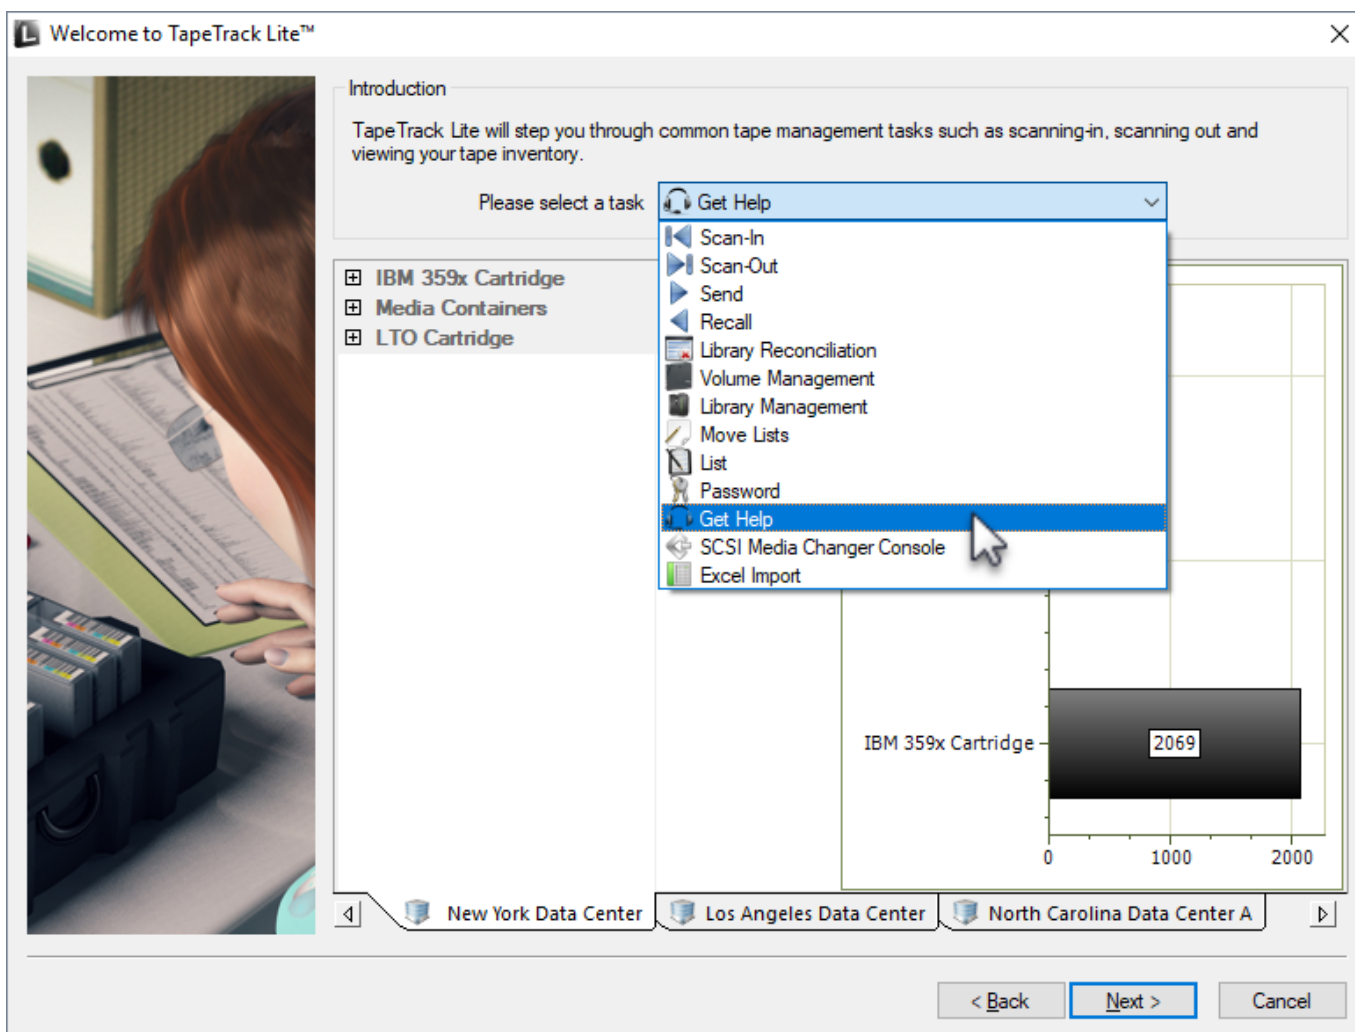 Welcome to TapeTrack Lite™
Introduction
TapeTrack Lite will step you through common tape management tasks such as scanning-in, scanning out and
viewing your tape inventory.
Please select a task
Get Help
Scan-In
Scan-Out
Send
Recall
Library Reconciliation
Volume Management
Library Management
Move Lists
List
Password
Get Help
SCSI Media Changer Console
Excel Import
IBM 359x Cartridge
Media Containers
LTO Cartridge
IBM 359x Cartridge
2069
0 1000 2000
New York Data Center
Los Angeles Data Center
North Carolina Data Center A
< Back
Next >
Cancel